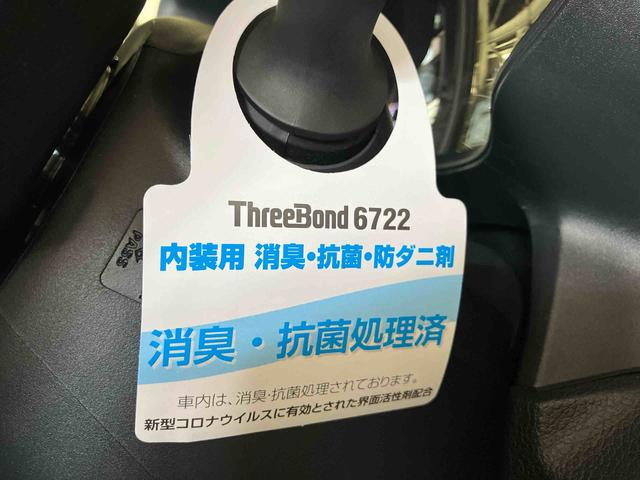 ThreeBond 6722
内装用 消臭・抗菌・防ダニ剤
消臭・抗菌処理済
車内は、消臭・抗菌処理されております。
新型コロナウイルスに有効とされた界面活性剤配合
PASS